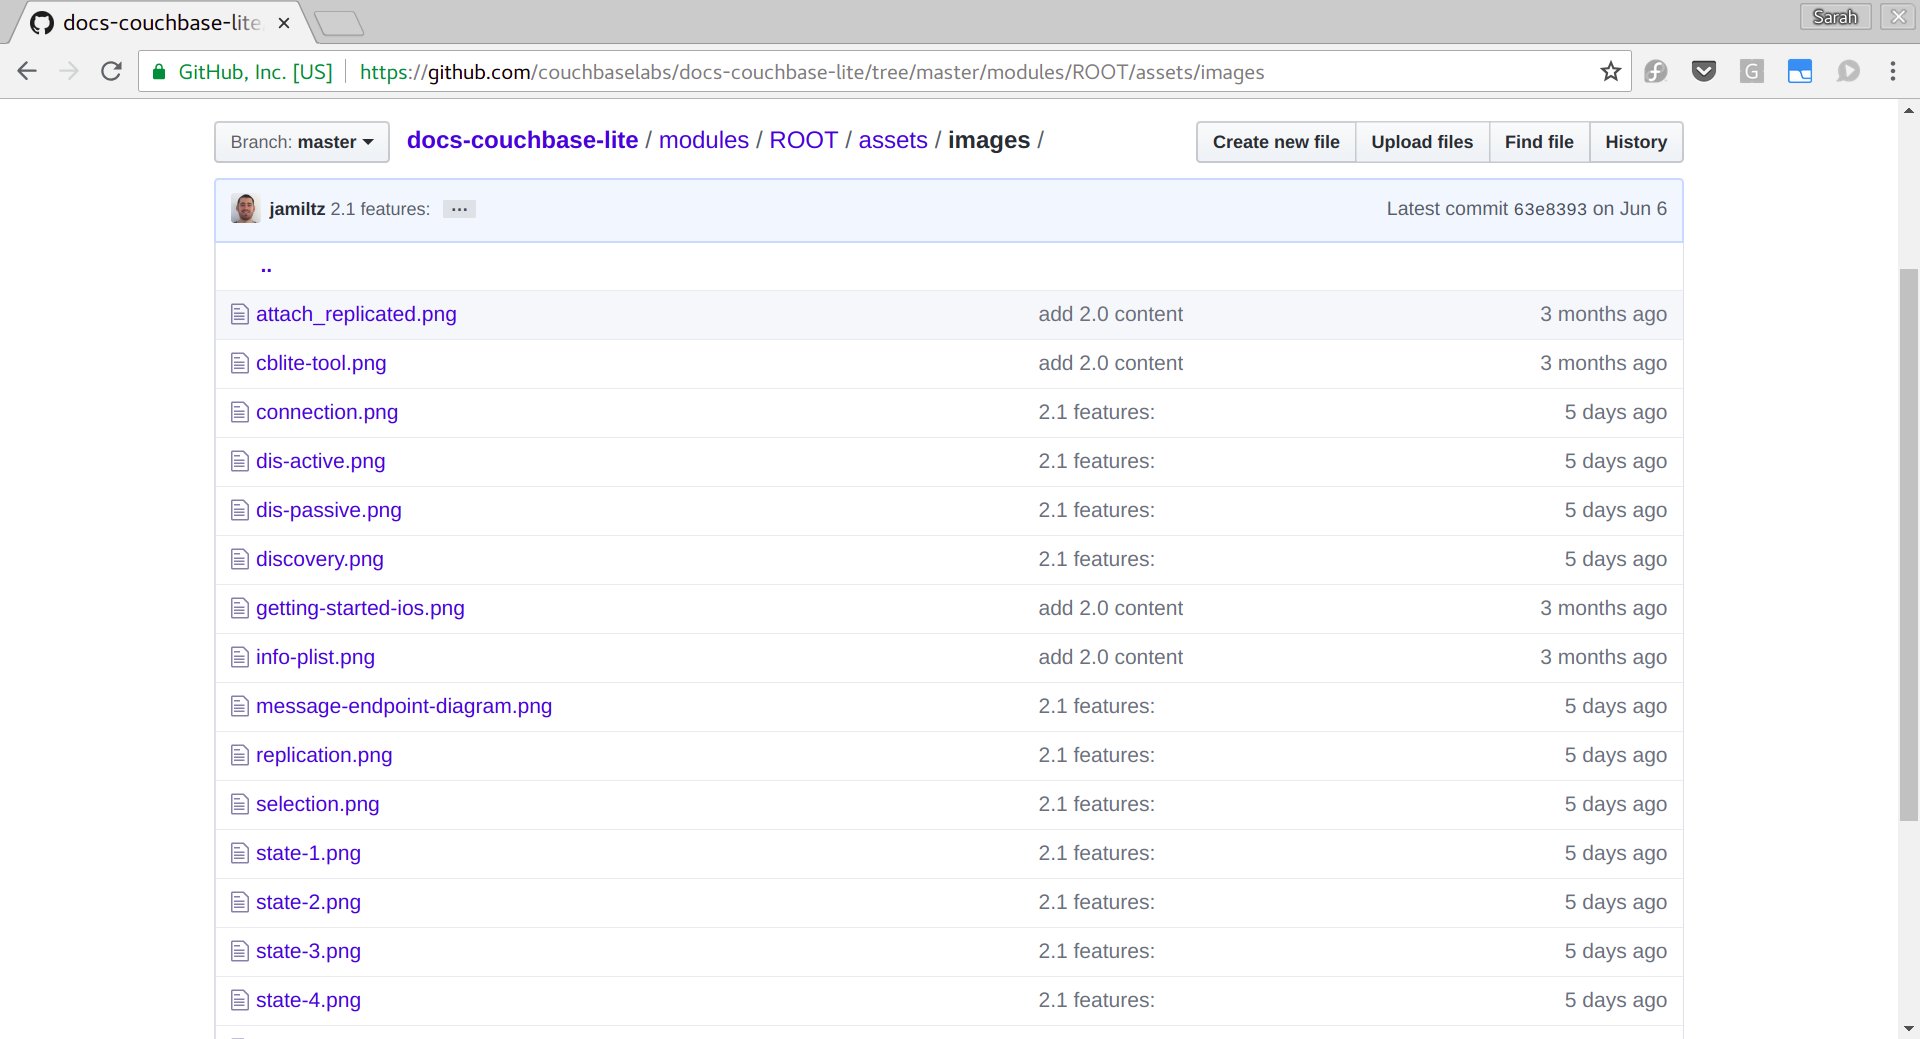 docs-couchbase-lite
Sarah
GitHub, Inc. [US] https://github.com/couchbaselabs/docs-couchbase-lite/tree/master/modules/ROOT/assets/images
G
Branch: master docs-couchbase-lite / modules / ROOT / assets / images / Create new file Upload files Find file History
jamiltz 2.1 features: ... Latest commit 63e8393 on Jun 6
..
attach_replicated.png add 2.0 content 3 months ago
cblite-tool.png add 2.0 content 3 months ago
connection.png 2.1 features: 5 days ago
dis-active.png 2.1 features: 5 days ago
dis-passive.png 2.1 features: 5 days ago
discovery.png 2.1 features: 5 days ago
getting-started-ios.png add 2.0 content 3 months ago
info-plist.png add 2.0 content 3 months ago
message-endpoint-diagram.png 2.1 features: 5 days ago
replication.png 2.1 features: 5 days ago
selection.png 2.1 features: 5 days ago
state-1.png 2.1 features: 5 days ago
state-2.png 2.1 features: 5 days ago
state-3.png 2.1 features: 5 days ago
state-4.png 2.1 features: 5 days ago